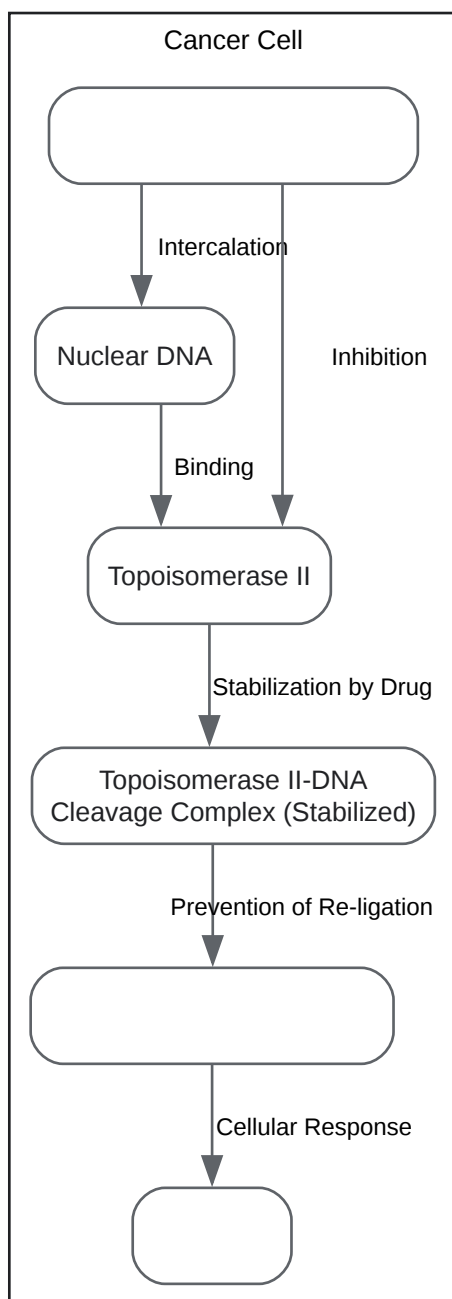 Cancer Cell
Intercalation
Nuclear DNA
Inhibition
Binding
Topoisomerase II
Stabilization by Drug
Topoisomerase II-DNA
Cleavage Complex (Stabilized)
Prevention of Re-ligation
Cellular Response